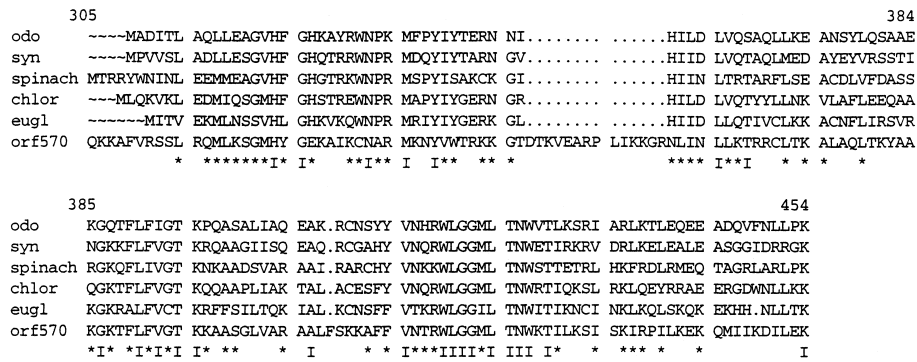 305 384
odo ~~~~MADITL AQLLEAGVHF GHKAYRWNPK MFPYIYTERN NI........ ......HILD LVQSAQLLKE ANSYLQSAAE
syn ~~~~MPVVSL ADLLESGVHF GHQTRRWNPR MDQYIYTARN GV........ ......HIID LVQTAQLMED AYEYVRSSTI
spinach MTRRYWNINL EEMMEAGVHF GHGTRKWNPR MSPYISAKCK GI........ ......HIIN LTRTARFLSE ACDLVFDASS
chlor ~~~MLQKVKL EDMIQSGMHF GHSTREWNPR MAPYIYGERN GR........ ......HILD LVQTYYLLNK VLAFLEEQAA
eugl ~~~~~~MITV EKMLNSSVHL GHKVKQWNPR MRIYIYGERK GL........ ......HIID LLQTIVCLKK ACNFLIRSVR
orf570 QKKAFVRSSL LRQMLKSGMHYG EKAIKCNAR MKNYVWTRKK GTDTKVEARP LIKKGRNLIN LLKTRRCLTK ALAQLTKYAA
* *******I* I* **I* I I* ** * **** I**I * * * *
385 454
odo KGQTFLFIGT KPQASALIAQ EAK.RCNSYY VNHRWLGGML TNWVTLKSRI ARLKTLEQEE ADQVFNLLPK
syn NGKKFLFVGT KRQAAGIISQ EAQ.RCGAHY VNQRWLGGML TNWETIRKRV DRLKELEALE ASGGIDRRGK
spinach RGKQFLIVGT KNKAADSVAR AAI.RARCHY VNKKWLGGML TNWSTTETRL HKFRDLRMEQ TAGRLARLPK
chlor QGKTFLFVGT KQQAAPLIAK TAL.ACESFY VNQRWLGGML TNWRTIQKSL RKLQEYRRAE ERGDWNLLKK
eugl KGKRALFVCT KRFFSILTQK IAL.KCNSFF VTKRWLGGIL TNWITIKNCI NKLKQLSKQK EKHH.NLLTK
orf570 KGKTFLFVGT KKAASGLVAR AALFSKKAFF VNTRWLGGML TNWKTILKSI SKIRPILKEK QMIIKDILEK
*I* *I*I*I I* ** I * * I***IIII*I III I* * *** * I